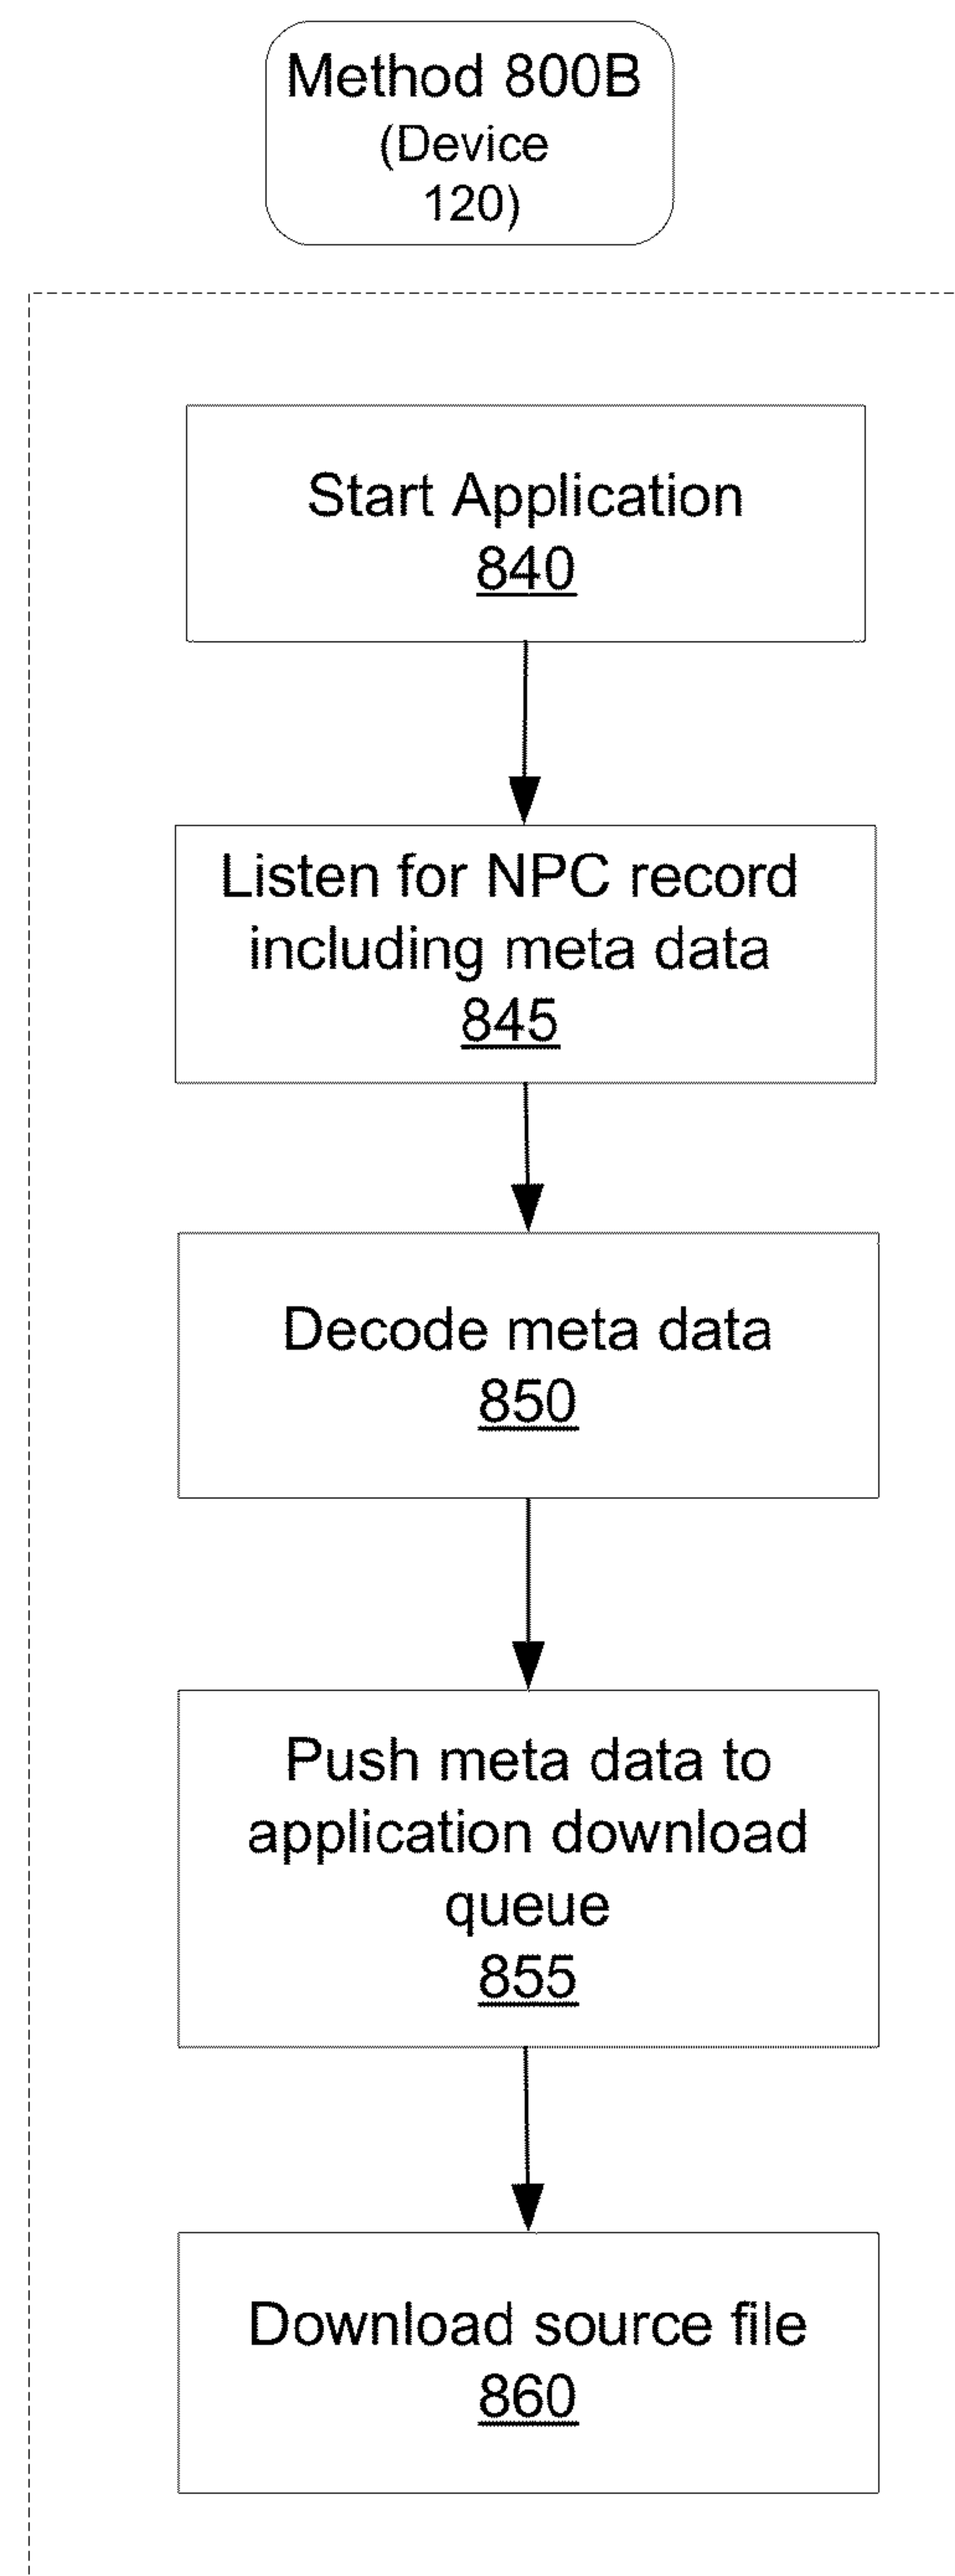 Method 800B
(Device
120)
Start Application
840
Listen for NPC record
including meta data
845
Decode meta data
850
Push meta data to
application download
queue
855
Download source file
860